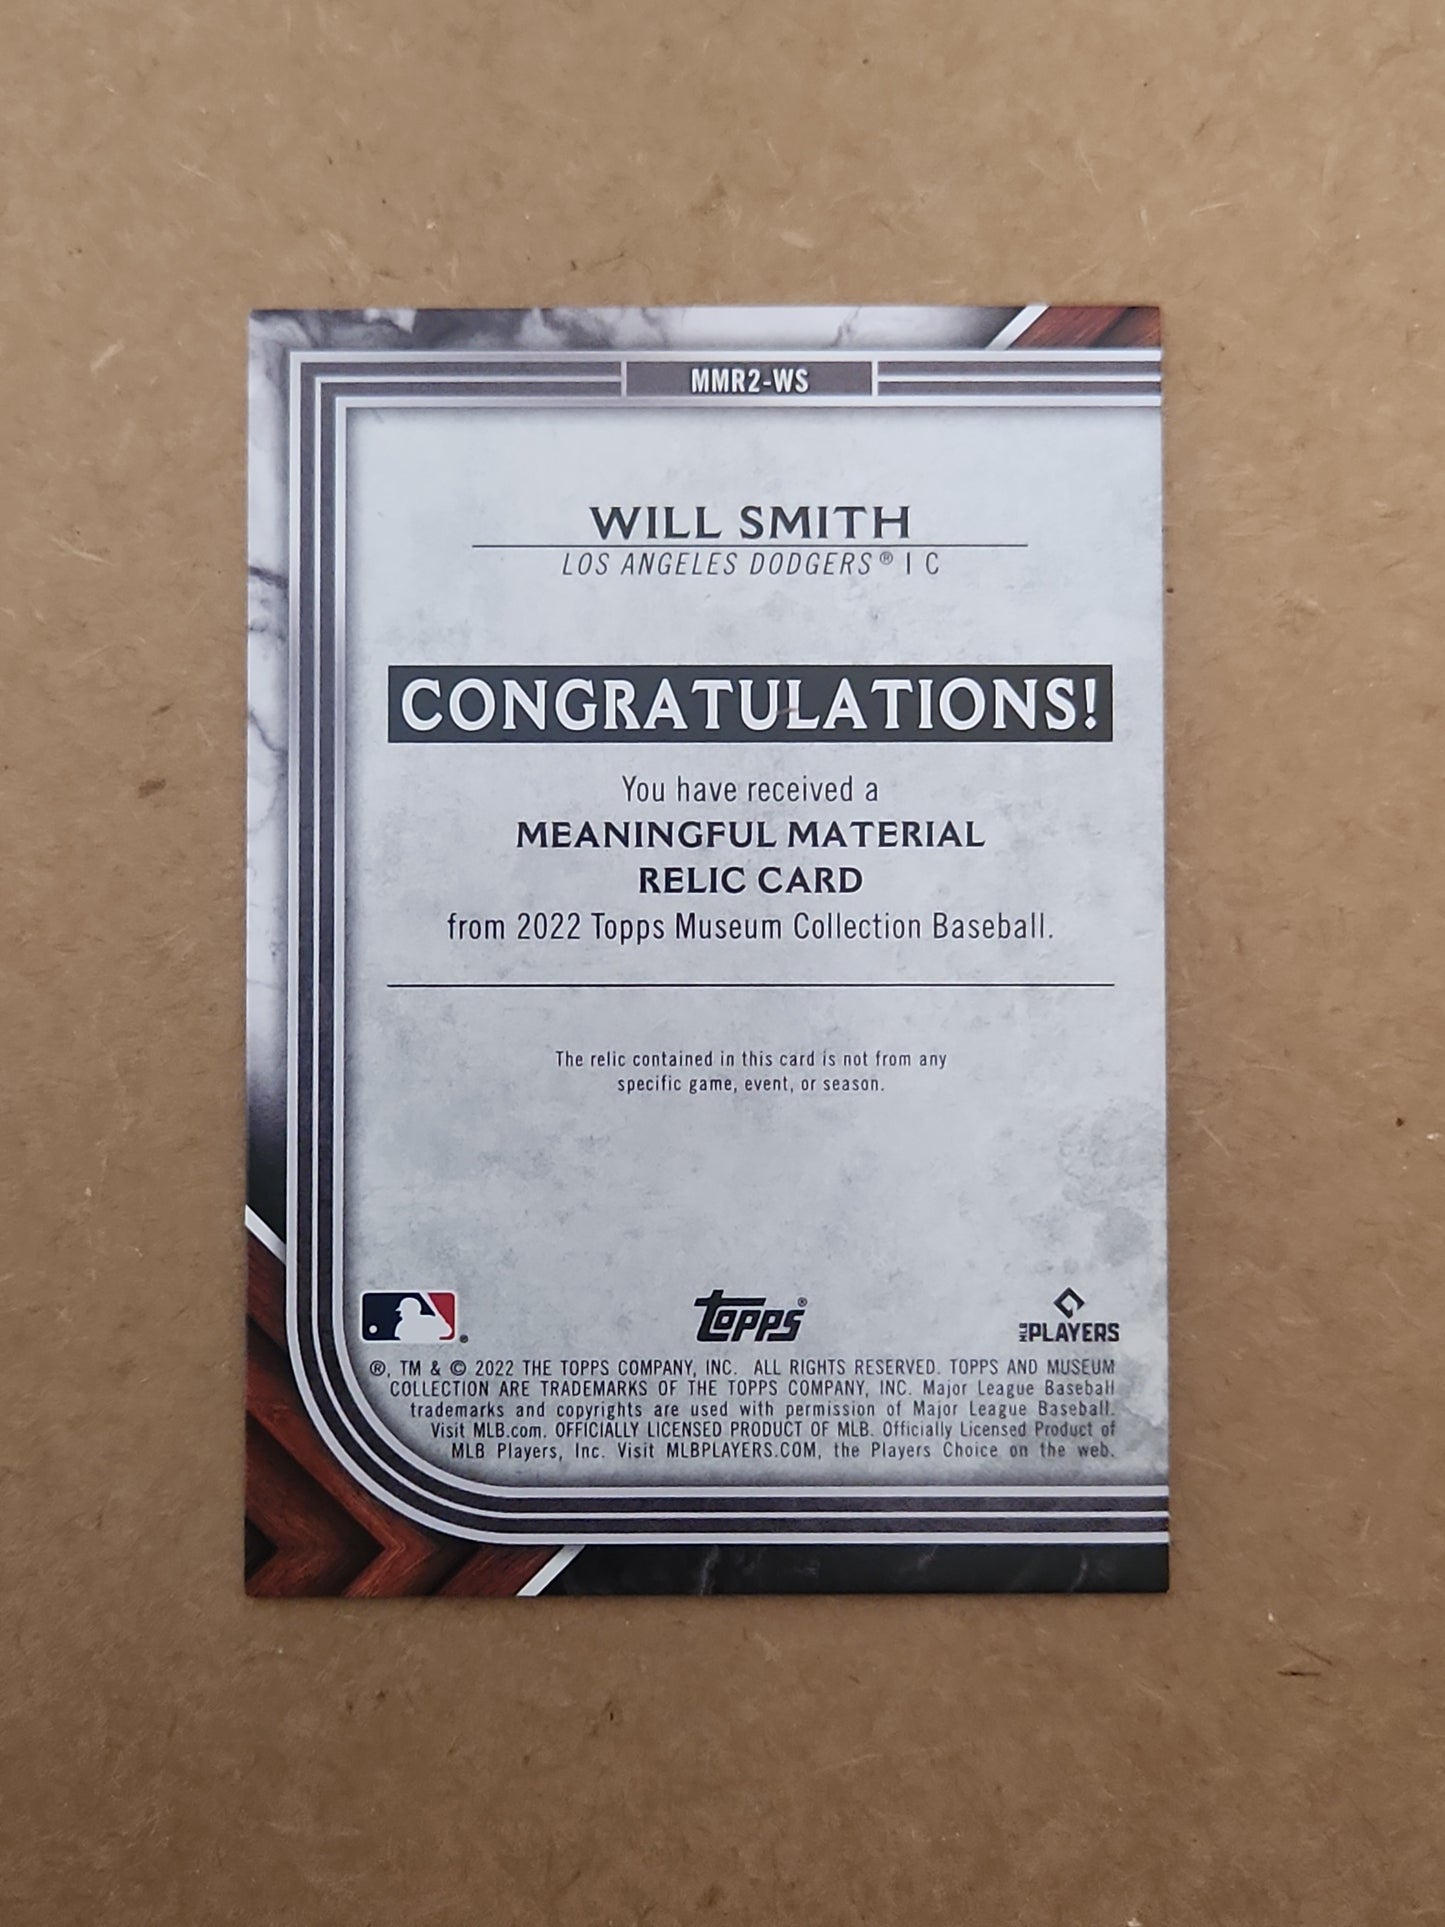 MMR2-WS
WILL SMITH
LOS ANGELES DODGERS® | C
CONGRATULATIONS!
You have received a
MEANINGFUL MATERIAL
RELIC CARD
from 2022 Topps Museum Collection Baseball.
The relic contained in this card is not from any
specific game, event, or season.
®
topps®
MLB PLAYERS
®, TM & © 2022 THE TOPPS COMPANY, INC. ALL RIGHTS RESERVED. TOPPS AND MUSEUM
COLLECTION ARE TRADEMARKS OF THE TOPPS COMPANY, INC. Major League Baseball
trademarks and copyrights are used with permission of Major League Baseball.
Visit MLB.com. OFFICIALLY LICENSED PRODUCT OF MLB. Officially Licensed Product of
MLB Players, Inc. Visit MLBPLAYERS.COM, the Players Choice on the web.